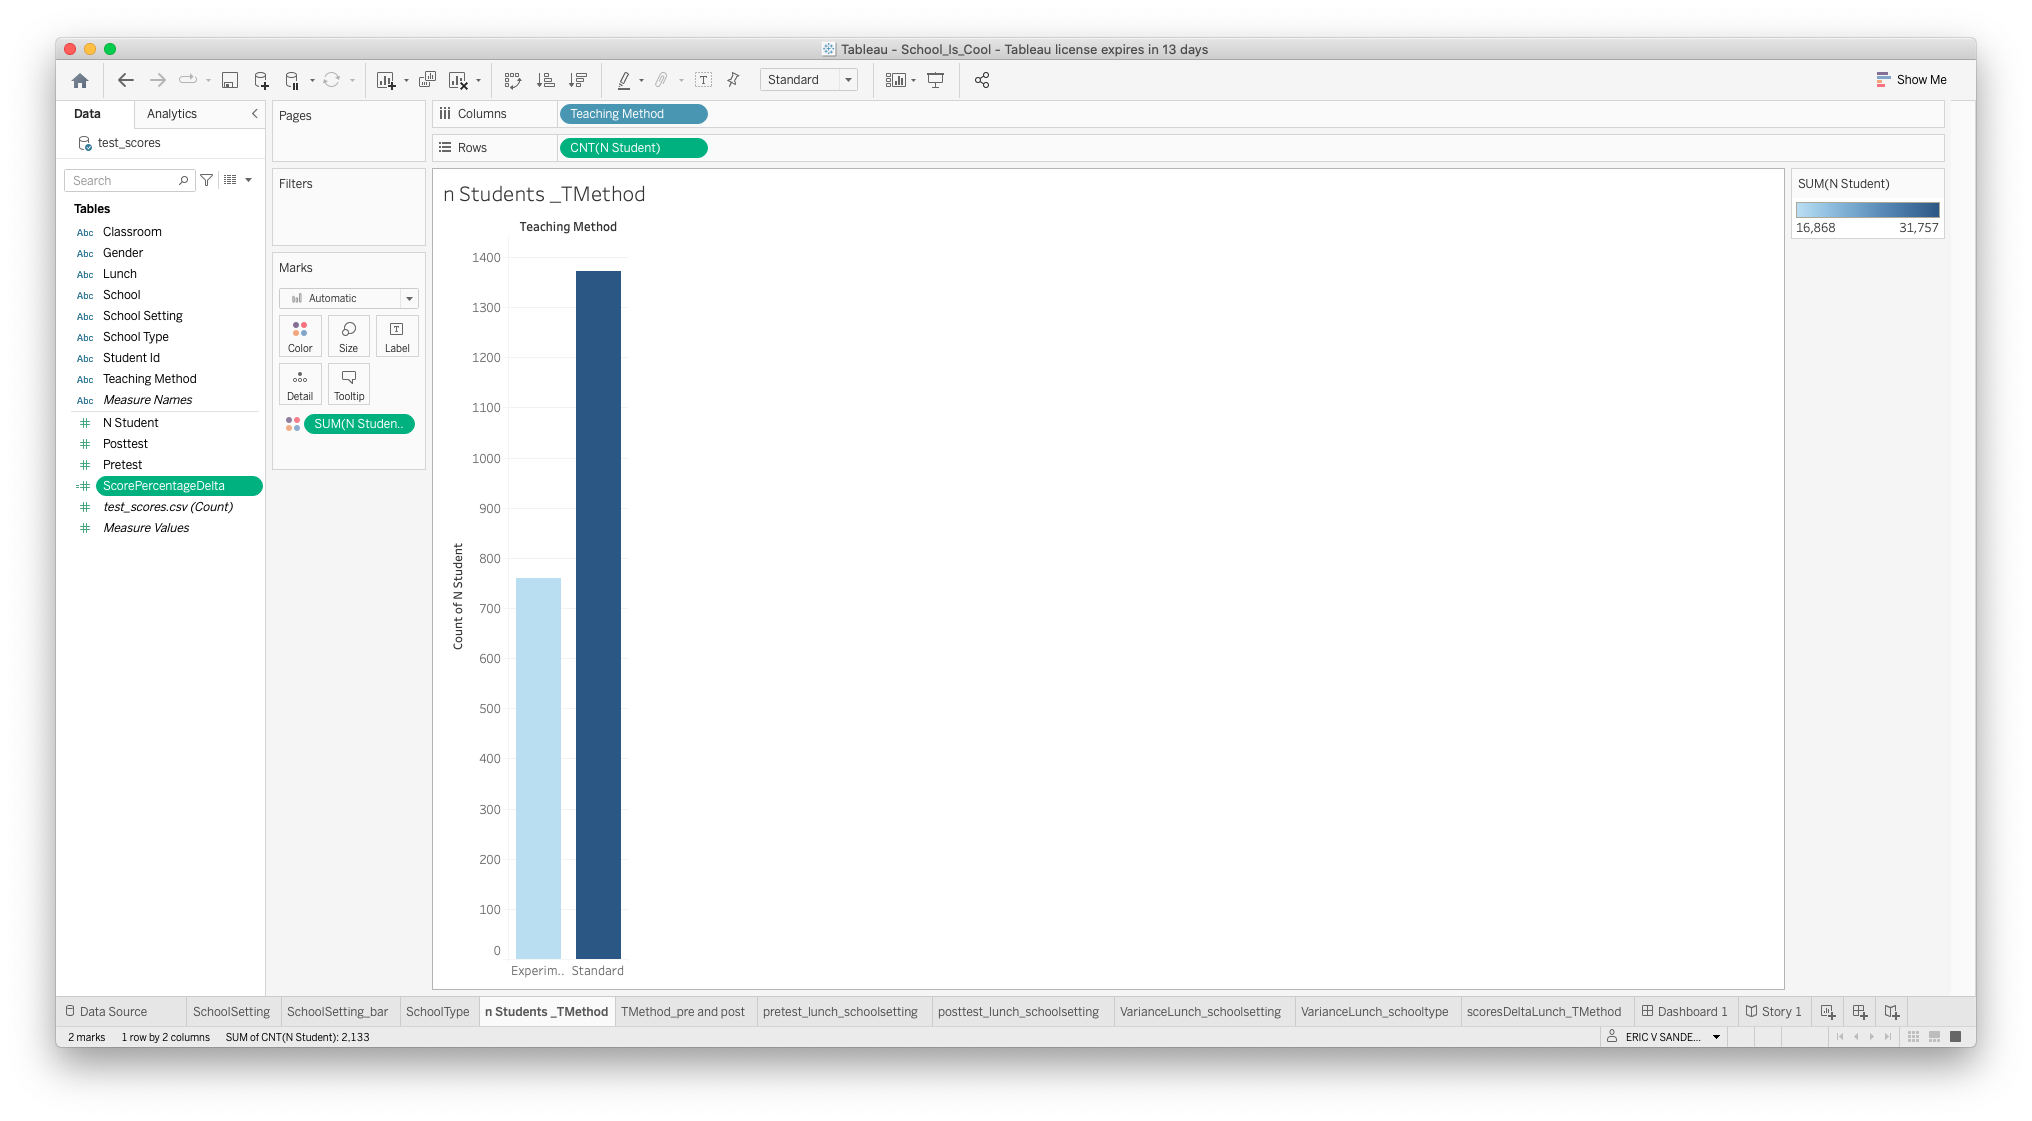 Tableau - School_Is_Cool - Tableau license expires in 13 days
Standard
Show Me
Data
Analytics
test_scores
Search
Tables
Abc Classroom
Abc Gender
Abc Lunch
Abc School
Abc School Setting
Abc School Type
Abc Student Id
Abc Teaching Method
Abc Measure Names
N Student
Posttest
Pretest
=# ScorePercentageDelta
test_scores.csv (Count)
Measure Values
Pages
Filters
Marks
Automatic
Color Size Label
Detail Tooltip
SUM(N Studen..
Columns Teaching Method
Rows CNT(N Student)
n Students _TMethod
Teaching Method
1400
1300
1200
1100
1000
900
800
700
600
500
400
300
200
100
0
Count of N Student
Experim.. Standard
SUM(N Student)
16,868 31,757
Data Source SchoolSetting SchoolSetting_bar SchoolType n Students _TMethod TMethod_pre and post pretest_lunch_schoolsetting posttest_lunch_schoolsetting VarianceLunch_schoolsetting VarianceLunch_schooltype scoresDeltaLunch_TMethod Dashboard 1 Story 1
2 marks 1 row by 2 columns SUM of CNT(N Student): 2,133 ERIC V SANDE...